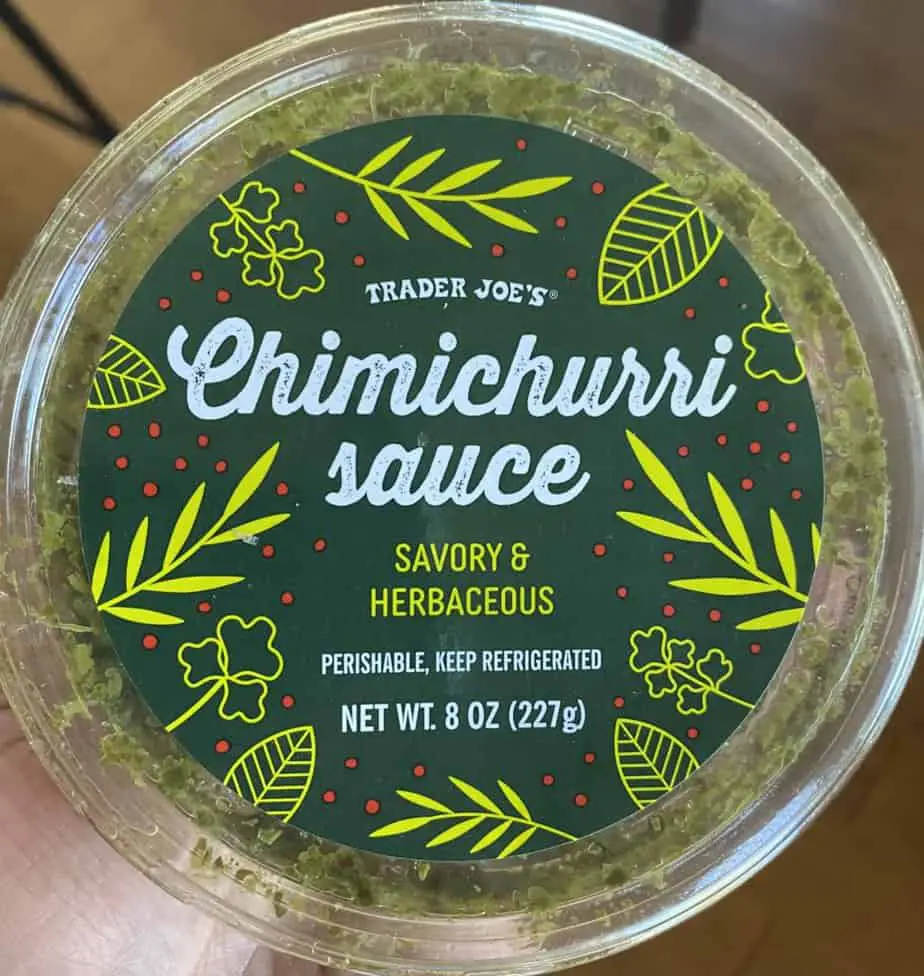 TRADER JOE'S®
Chimichurri
sauce
SAVORY &
HERBACEOUS
PERISHABLE, KEEP REFRIGERATED
NET WT. 8 OZ (227g)